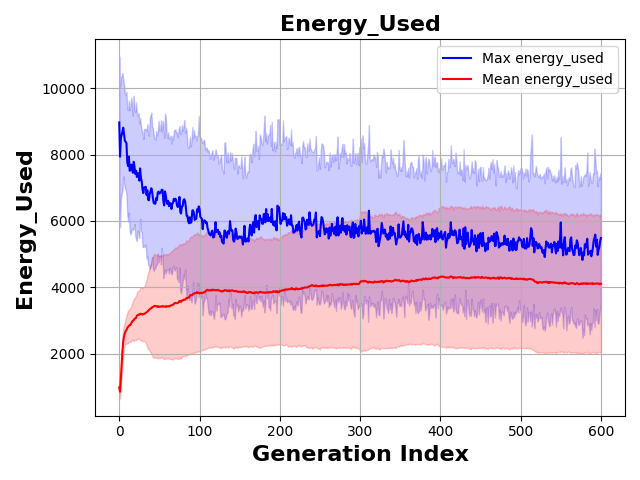 Energy_Used
Max energy_used
Mean energy_used
10000
8000
6000
4000
2000
Energy_Used
0 100 200 300 400 500 600
Generation Index